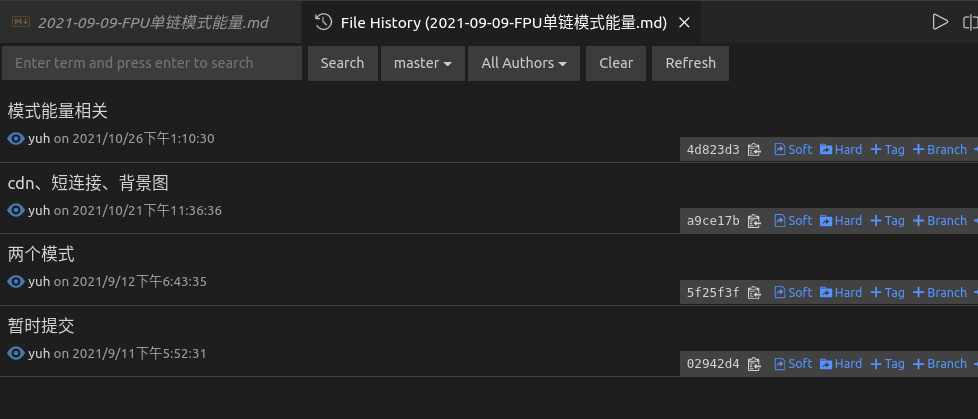 2021-09-09-FPU单链模式能量.md File History (2021-09-09-FPU单链模式能量.md)
Enter term and press enter to search Search master All Authors Clear Refresh
模式能量相关
yuh on 2021/10/26下午1:10:30
4d823d3 Soft Hard Tag Branch
cdn、短连接、背景图
yuh on 2021/10/21下午11:36:36
a9ce17b Soft Hard Tag Branch
两个模式
yuh on 2021/9/12下午6:43:35
5f25f3f Soft Hard Tag Branch
暂时提交
yuh on 2021/9/11下午5:52:31
02942d4 Soft Hard Tag Branch